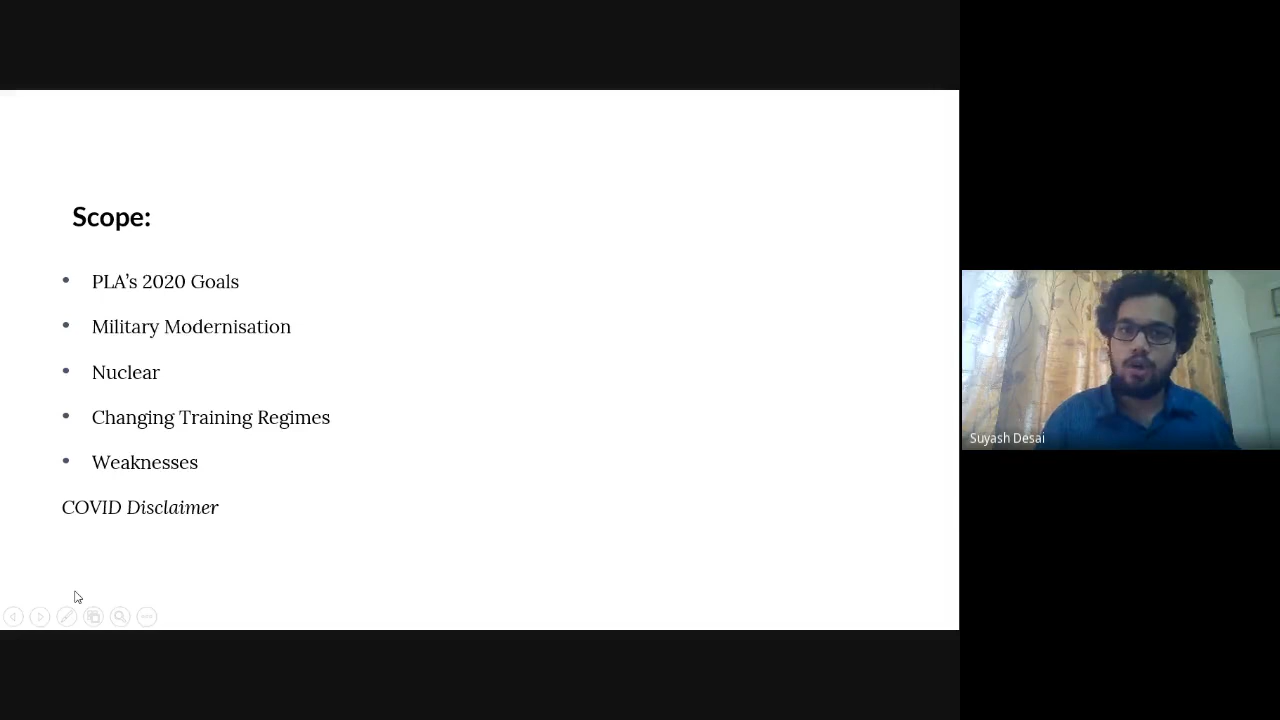 Scope:
• PLA’s 2020 Goals
• Military Modernisation
• Nuclear
• Changing Training Regimes
• Weaknesses
COVID Disclaimer
Suyash Desai